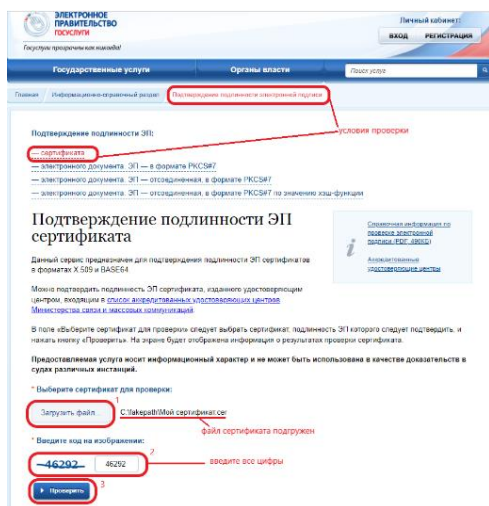 ЭЛЕКТРОННОЕ
ПРАВИТЕЛЬСТВО
ГОСУСЛУГИ
Госуслуги прозрачны как никогда!
Личный кабинет:
ВХОД РЕГИСТРАЦИЯ
Государственные услуги Органы власти Поиск услуг
Главная Информационно-справочный раздел Подтверждение подлинности электронной подписи
условия проверки
Подтверждение подлинности ЭП:
— сертификата
— электронного документа. ЭП — в формате PKCS#7
— электронного документа. ЭП — отсоединенная, в формате PKCS#7
— электронного документа. ЭП — отсоединенная, в формате PKCS#7 по значению хэш-функции
Подтверждение подлинности ЭП
сертификата
Справочная информация по
проверке электронной
подписи (PDF, 490КБ)
Аккредитованные
удостоверяющие центры
Данный сервис предназначен для подтверждения подлинности ЭП сертификатов
в форматах X.509 и BASE64.
Можно подтвердить подлинность ЭП сертификата, изданного удостоверяющим
центром, входящим в список аккредитованных удостоверяющих центров
Министерства связи и массовых коммуникаций.
В поле «Выберите сертификат для проверки» следует выбрать сертификат, подлинность ЭП которого следует подтвердить, и
нажать кнопку «Проверить». На экране будет отображена информация о результатах проверки сертификата.
Предоставляемая услуга носит информационный характер и не может быть использована в качестве доказательств в
судах различных инстанций.
* Выберите сертификат для проверки:
1
Загрузить файл... C:\fakepath\Мой сертификат.cer
файл сертификата подгружен
* Введите код на изображении:
2
46292 46292 введите все цифры
Проверить 3